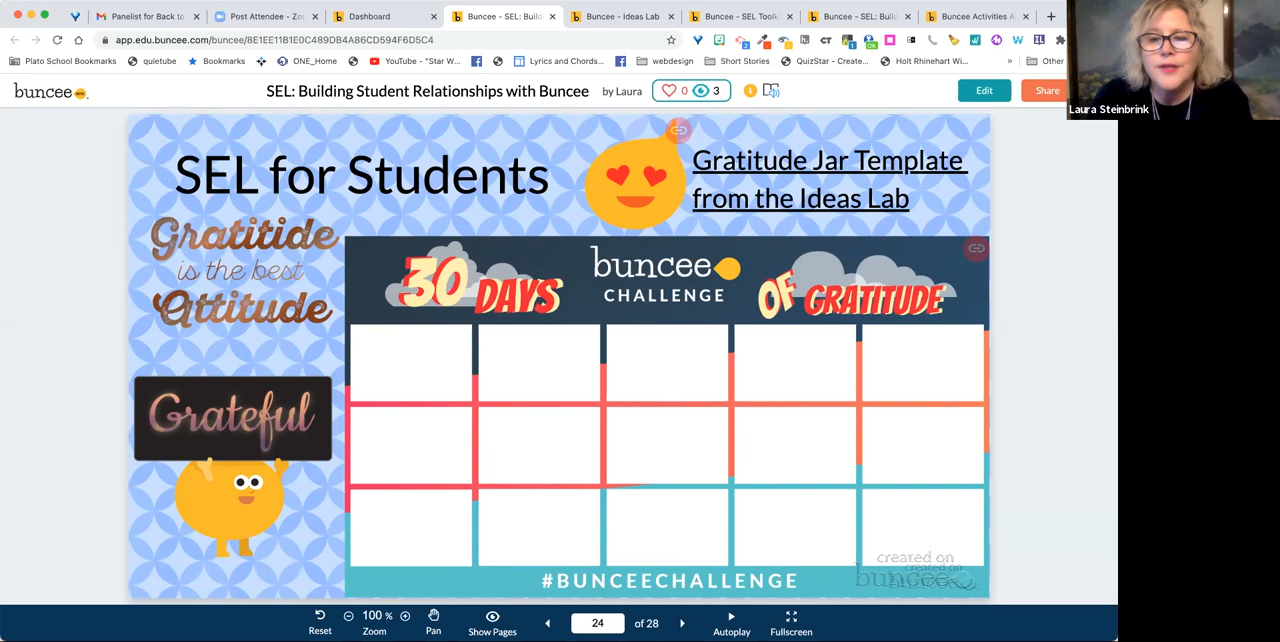 Panelist for Back to
Post Attendee - Zo
Dashboard
Buncee - SEL: Buil
Buncee - Ideas Lab
Buncee - SEL Toolk
Buncee - SEL: Buil
Buncee Activities A
app.edu.buncee.com/buncee/8E1EE11B1E0C489DB4A86CD594F6D5C4
Plato School Bookmarks
quietube
Bookmarks
ONE_Home
YouTube - "Star W...
Lyrics and Chords...
webdesign
Short Stories
QuizStar - Create...
Holt Rhinehart Wi...
»
Other
buncee
SEL: Building Student Relationships with Buncee
by Laura
0
3
Edit
Share
Laura Steinbrink
SEL for Students
Gratitude Jar Template
from the Ideas Lab
Gratitide
is the best
Attitude
Grateful
30 DAYS
buncee
CHALLENGE
OF GRATITUDE
#BUNCEECHALLENGE
created on
created on
buncee
Reset
100 %
Zoom
Pan
Show Pages
24
of 28
Autoplay
Fullscreen